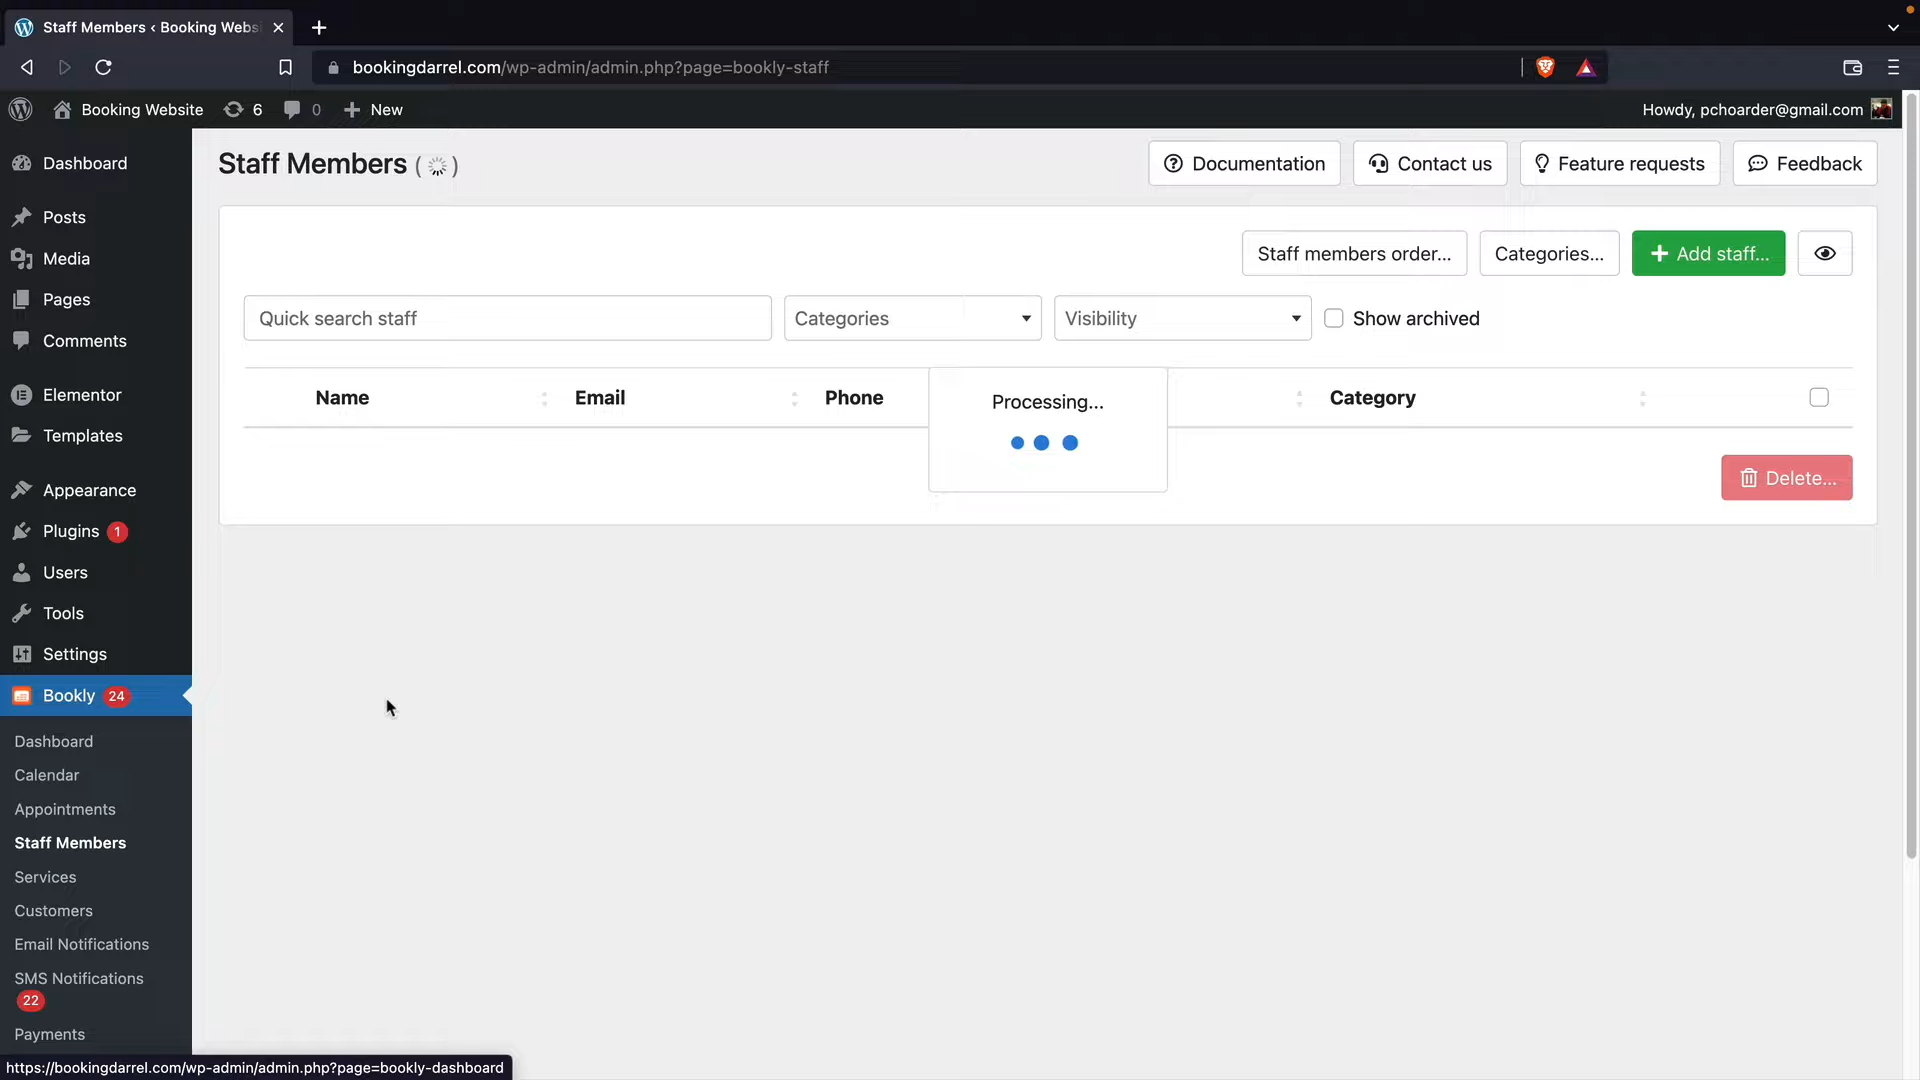 Staff Members ‹ Booking Webs
bookingdarrel.com/wp-admin/admin.php?page=bookly-staff
Booking Website
6
0
New
Howdy, pchoarder@gmail.com
Dashboard
Posts
Media
Pages
Comments
Elementor
Templates
Appearance
Plugins 1
Users
Tools
Settings
Bookly 24
Dashboard
Calendar
Appointments
Staff Members
Services
Customers
Email Notifications
SMS Notifications
22
Payments
Staff Members ( )
Documentation
Contact us
Feature requests
Feedback
Staff members order...
Categories...
Add staff...
Quick search staff
Categories
Visibility
Show archived
Name
Email
Phone
Category
Processing...
Delete...
https://bookingdarrel.com/wp-admin/admin.php?page=bookly-dashboard